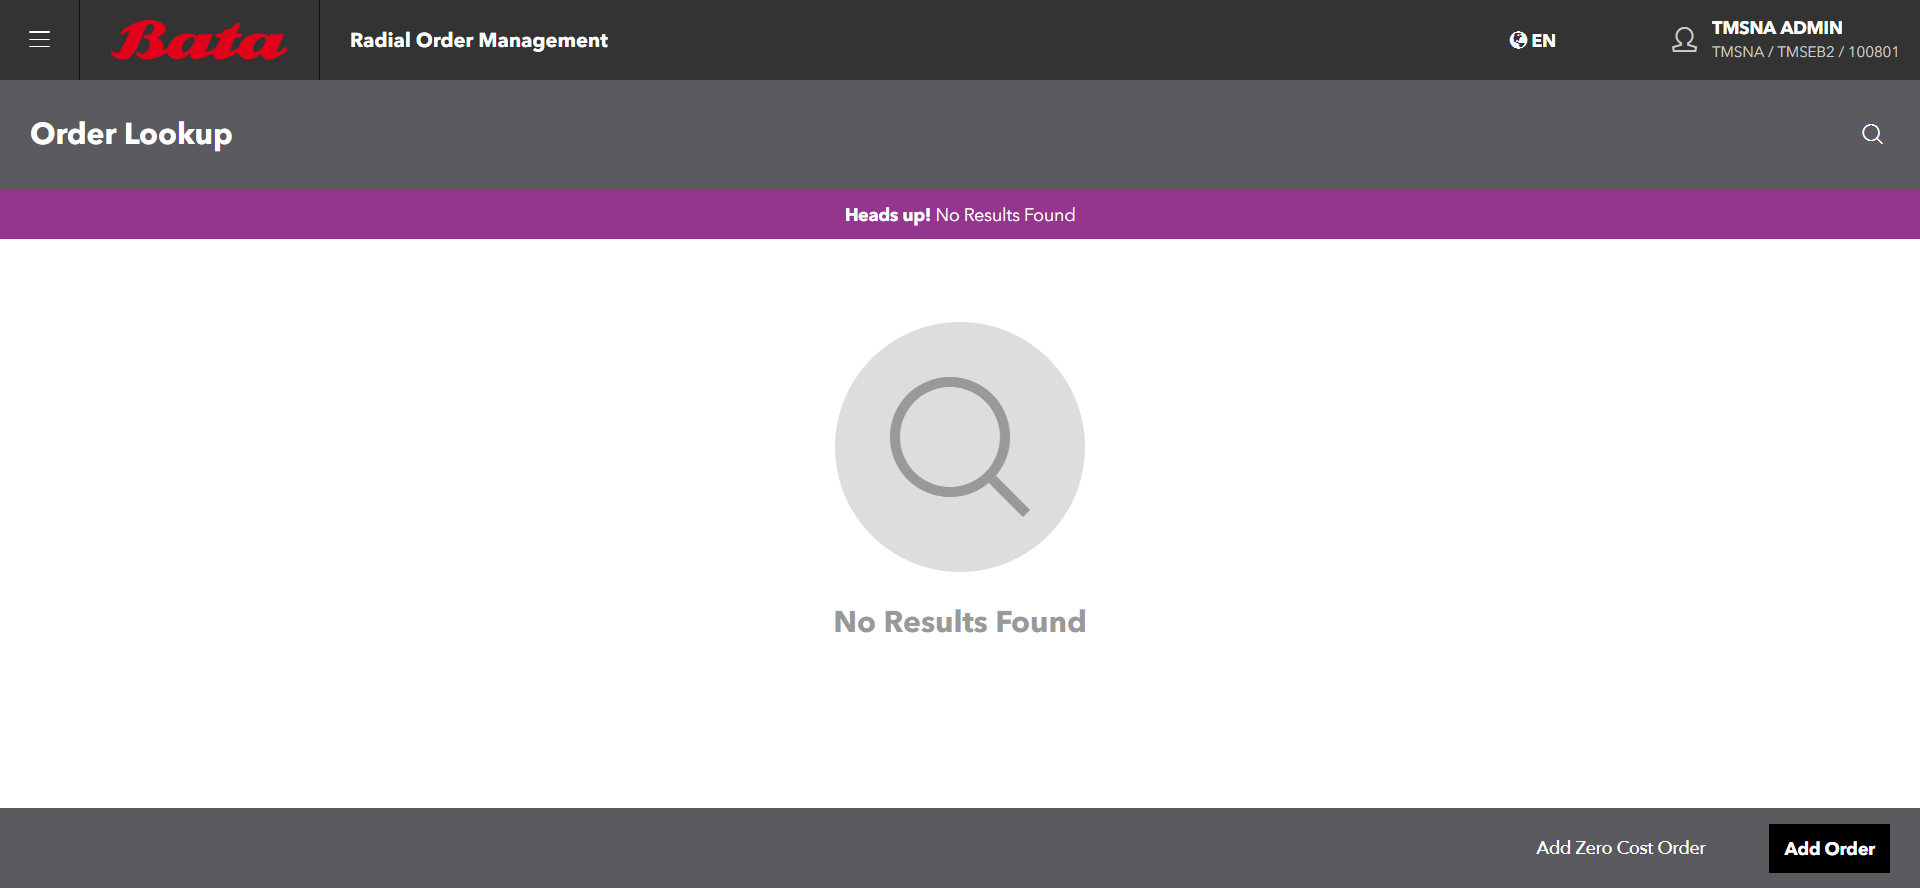 Bata
Radial Order Management
EN
TMSNA ADMIN
TMSNA / TMSEB2 / 100801
Order Lookup
Heads up! No Results Found
No Results Found
Add Zero Cost Order
Add Order